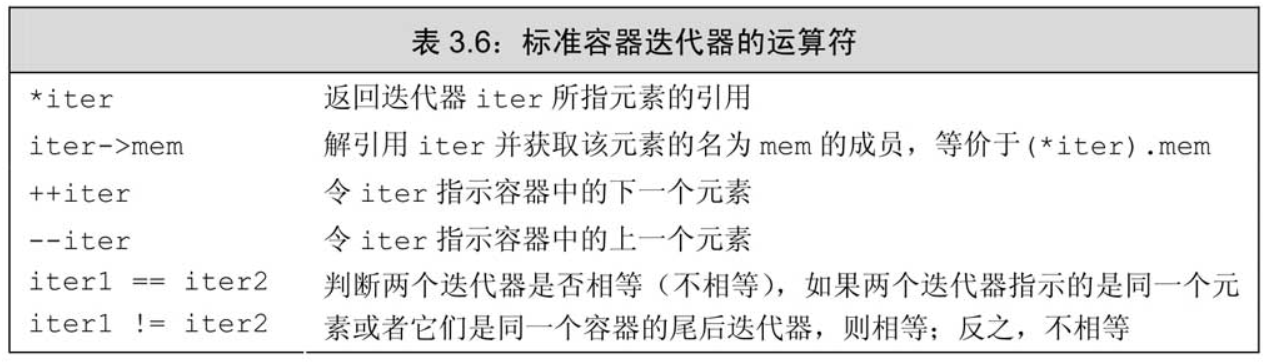 表 3.6：标准容器迭代器的运算符
*iter 返回迭代器 iter 所指元素的引用
iter->mem 解引用 iter 并获取该元素的名为 mem 的成员，等价于(*iter).mem
++iter 令 iter 指示容器中的下一个元素
--iter 令 iter 指示容器中的上一个元素
iter1 == iter2 判断两个迭代器是否相等（不相等），如果两个迭代器指示的是同一个元
iter1 != iter2 素或者它们是同一个容器的尾后迭代器，则相等；反之，不相等